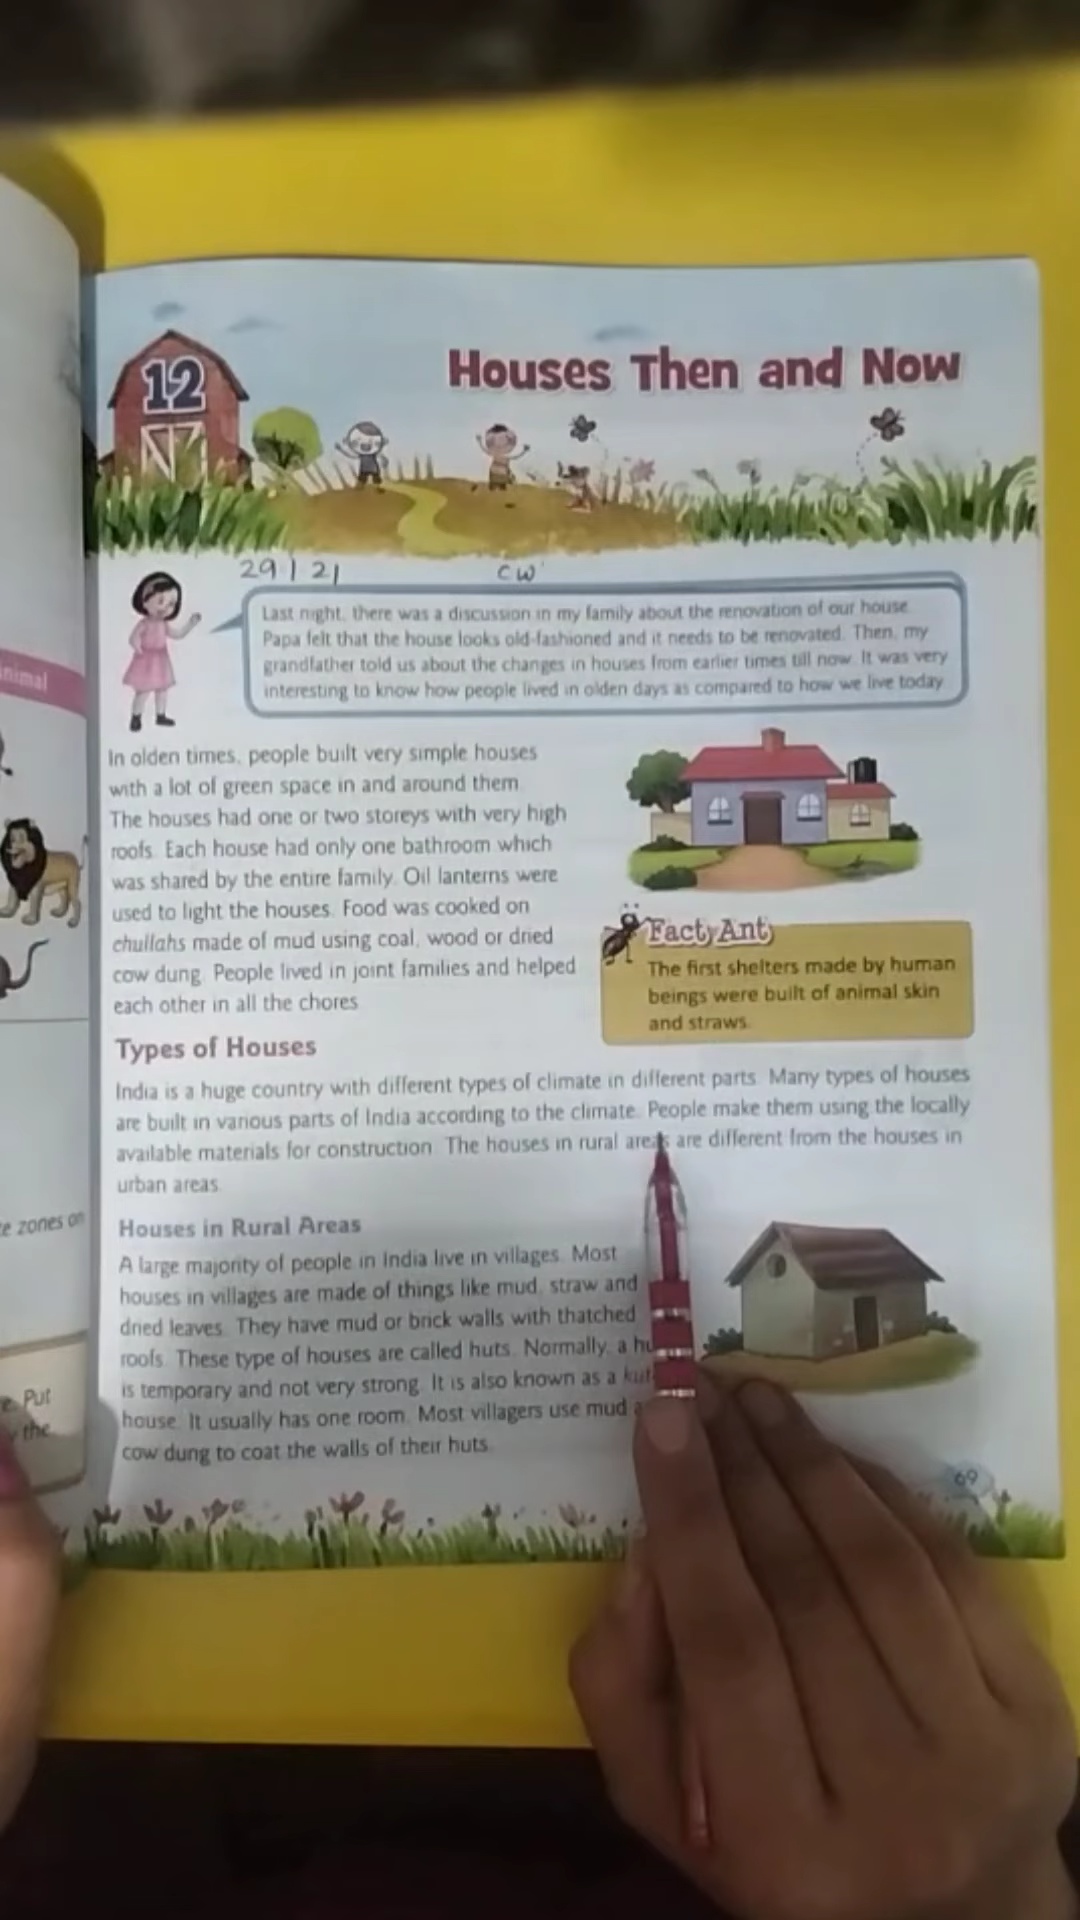 12
Houses Then and Now
29 | 21
CW
Last night, there was a discussion in my family about the renovation of our house.
Papa felt that the house looks old-fashioned and it needs to be renovated. Then, my
grandfather told us about the changes in houses from earlier times till now. It was very
interesting to know how people lived in olden days as compared to how we live today
In olden times, people built very simple houses
with a lot of green space in and around them.
The houses had one or two storeys with very high
roofs. Each house had only one bathroom which
was shared by the entire family. Oil lanterns were
used to light the houses. Food was cooked on
chullahs made of mud using coal, wood or dried
cow dung. People lived in joint families and helped
each other in all the chores.
Fact Ant
The first shelters made by human
beings were built of animal skin
and straws.
Types of Houses
India is a huge country with different types of climate in different parts. Many types of houses
are built in various parts of India according to the climate. People make them using the locally
available materials for construction. The houses in rural areas are different from the houses in
urban areas.
Houses in Rural Areas
A large majority of people in India live in villages. Most
houses in villages are made of things like mud, straw and
dried leaves. They have mud or brick walls with thatched
roofs. These type of houses are called huts. Normally, a
is temporary and not very strong. It is also known as a
house. It usually has one room. Most villagers use mud
cow dung to coat the walls of their huts.
69
nimal
zones on
Put
the